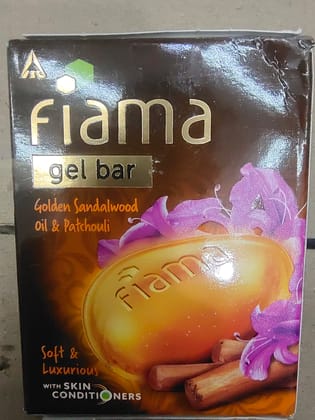 fiama
gel bar
Golden Sandalwood
Oil & Patchouli
fiama
Soft &
Luxurious
WITH SKIN
CONDITIONERS